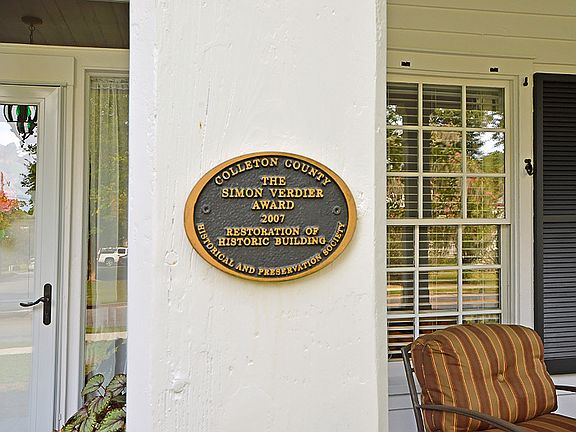 COLLETON COUNTY
THE
SIMON VERDIER
AWARD
2007
RESTORATION OF
HISTORIC BUILDING
HISTORICAL AND PRESERVATION SOCIETY